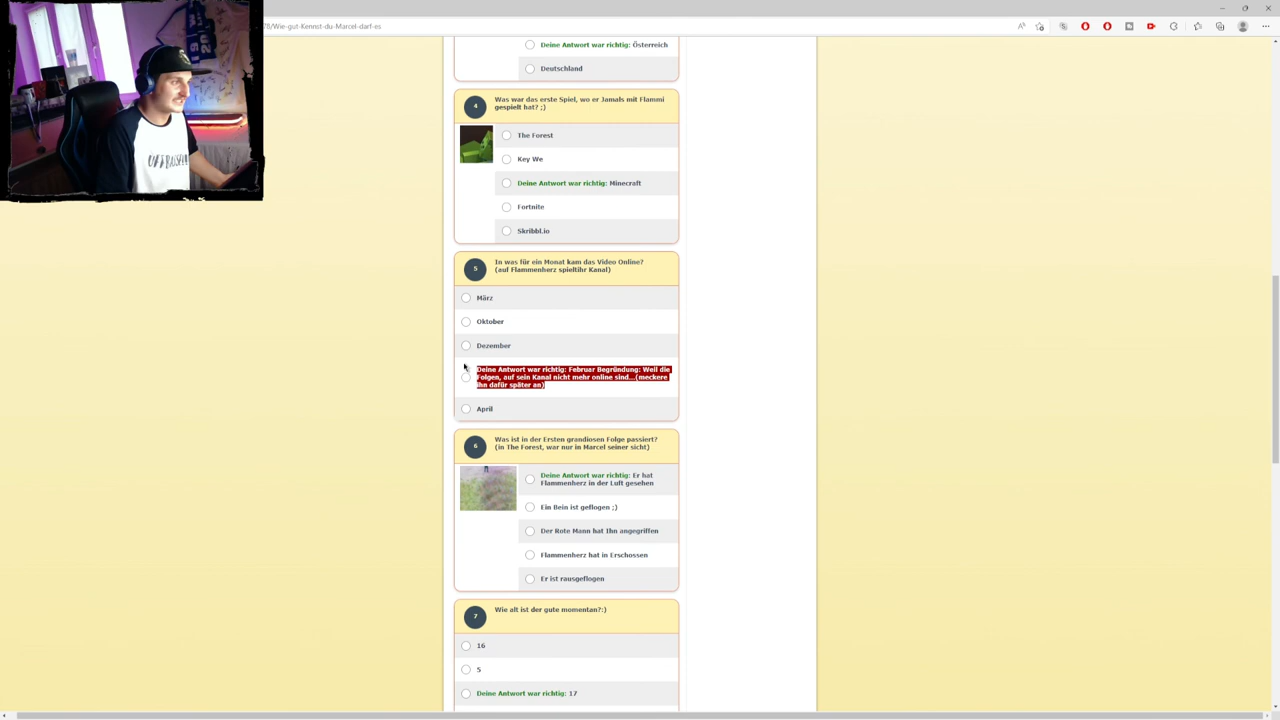 78/Wie-gut-Kennst-du-Marcel-darf-es
Deine Antwort war richtig: Österreich
Deutschland
4
Was war das erste Spiel, wo er Jamals mit Flammi
gespielt hat? ;)
The Forest
Key We
Deine Antwort war richtig: Minecraft
Fortnite
Skribbl.io
5
In was für ein Monat kam das Video Online?
(auf Flammenherz spieltihr Kanal)
März
Oktober
Dezember
Deine Antwort war richtig: Februar Begründung: Weil die
Folgen, auf sein Kanal nicht mehr online sind...(meckere
ihn dafür später an)
April
6
Was ist in der Ersten grandiosen Folge passiert?
(in The Forest, war nur in Marcel seiner sicht)
Deine Antwort war richtig: Er hat
Flammenherz in der Luft gesehen
Ein Bein ist geflogen ;)
Der Rote Mann hat Ihn angegriffen
Flammenherz hat in Erschossen
Er ist rausgeflogen
7
Wie alt ist der gute momentan?:)
16
5
Deine Antwort war richtig: 17